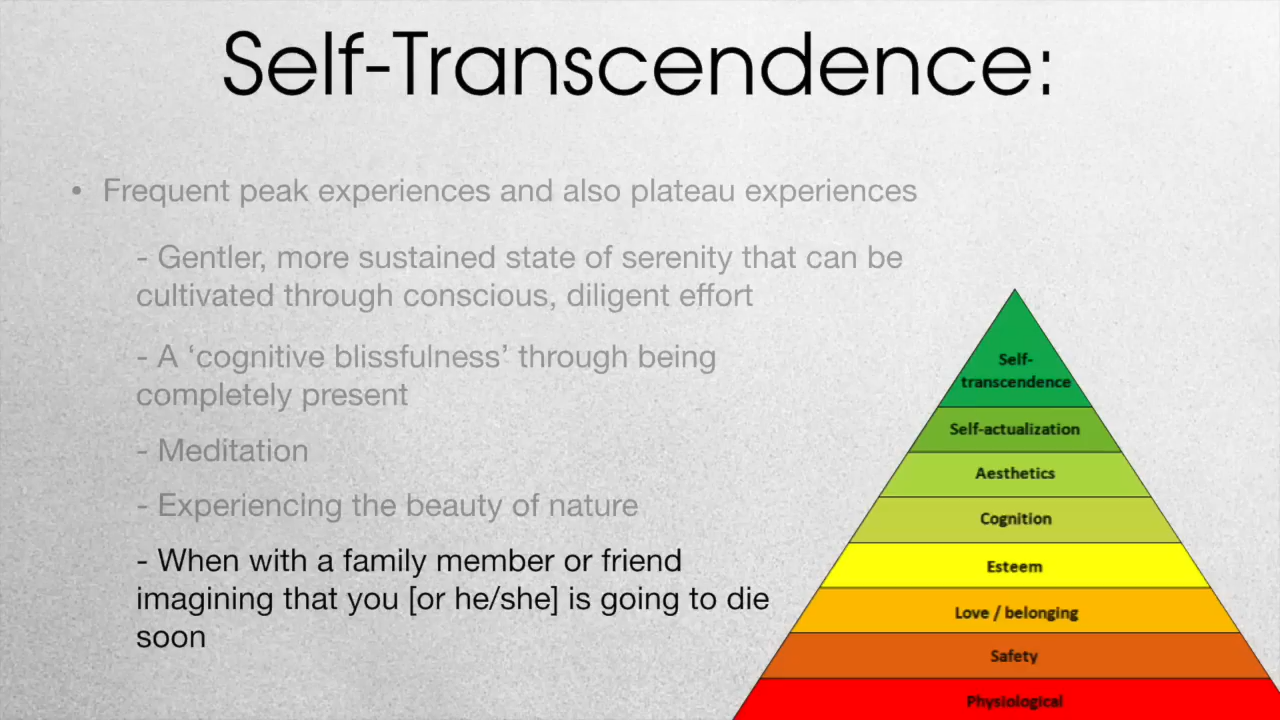 Self-Transcendence:
• Frequent peak experiences and also plateau experiences
- Gentler, more sustained state of serenity that can be
cultivated through conscious, diligent effort
- A ‘cognitive blissfulness’ through being
completely present
- Meditation
- Experiencing the beauty of nature
- When with a family member or friend
imagining that you [or he/she] is going to die
soon
Self-
transcendence
Self-actualization
Aesthetics
Cognition
Esteem
Love / belonging
Safety
Physiological